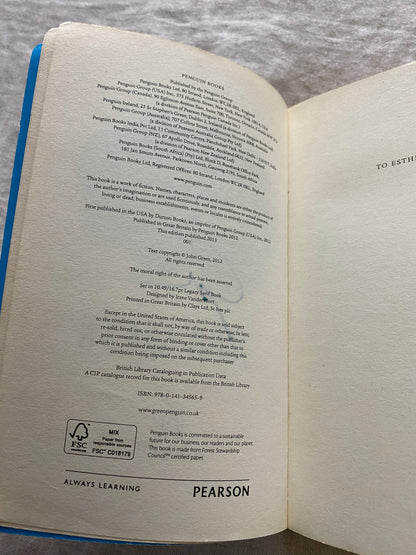 PENGUIN BOOKS
Published by the Penguin Group
Penguin Books Ltd, 80 Strand, London WC2R 0RL, England
Penguin Group (USA) Inc., 375 Hudson Street, New York, New York 10014, USA
Penguin Group (Canada), 90 Eglinton Avenue East, Suite 700, Toronto, Ontario, Canada
(a division of Pearson Penguin Canada Inc.)
Penguin Ireland, 25 St Stephen's Green, Dublin 2, Ireland (a division of Penguin Books Ltd)
Penguin Group (Australia), 707 Collins Street, Melbourne, Victoria 3008, Australia
(a division of Pearson Australia Group Pty Ltd)
Penguin Books India Pvt Ltd, 11 Community Centre, Panchsheel Park, New Delhi – 110 017, India
Penguin Group (NZ), 67 Apollo Drive, Rosedale, Auckland 0632, New Zealand
(a division of Pearson New Zealand Ltd)
Penguin Books (South Africa) (Pty) Ltd, Block D, Rosebank Office Park,
181 Jan Smuts Avenue, Parktown North, Gauteng 2193, South Africa
Penguin Books Ltd, Registered Offices: 80 Strand, London WC2R 0RL, England
www.penguin.com
This book is a work of fiction. Names, characters, places and incidents are either the product of
the author's imagination or are used fictitiously, and any resemblance to actual persons,
living or dead, business establishments, events or locales is entirely coincidental.
First published in the USA by Dutton Books, an imprint of Penguin Group (USA) Inc., 2012
Published in Great Britain by Penguin Books 2012
This edition published 2013
001
Text copyright © John Green, 2012
All rights reserved
The moral right of the author has been asserted
Set in 10.49/16.7pt Legacy Serif Book
Designed by Irene Vandervoort
Printed in Great Britain by Clays Ltd, St Ives plc
Except in the United States of America, this book is sold subject
to the condition that it shall not, by way of trade or otherwise, be lent,
re-sold, hired out, or otherwise circulated without the publisher's
prior consent in any form of binding or cover other than that in
which it is published and without a similar condition including this
condition being imposed on the subsequent purchaser
British Library Cataloguing in Publication Data
A CIP catalogue record for this book is available from the British Library
ISBN: 978-0-141-34565-9
www.greenpenguin.co.uk
FSC
www.fsc.org
MIX
Paper from
responsible sources
FSC™ C018179
Penguin Books is committed to a sustainable
future for our business, our readers and our planet.
This book is made from Forest Stewardship
Council™ certified paper.
ALWAYS LEARNING
PEARSON
TO ESTH